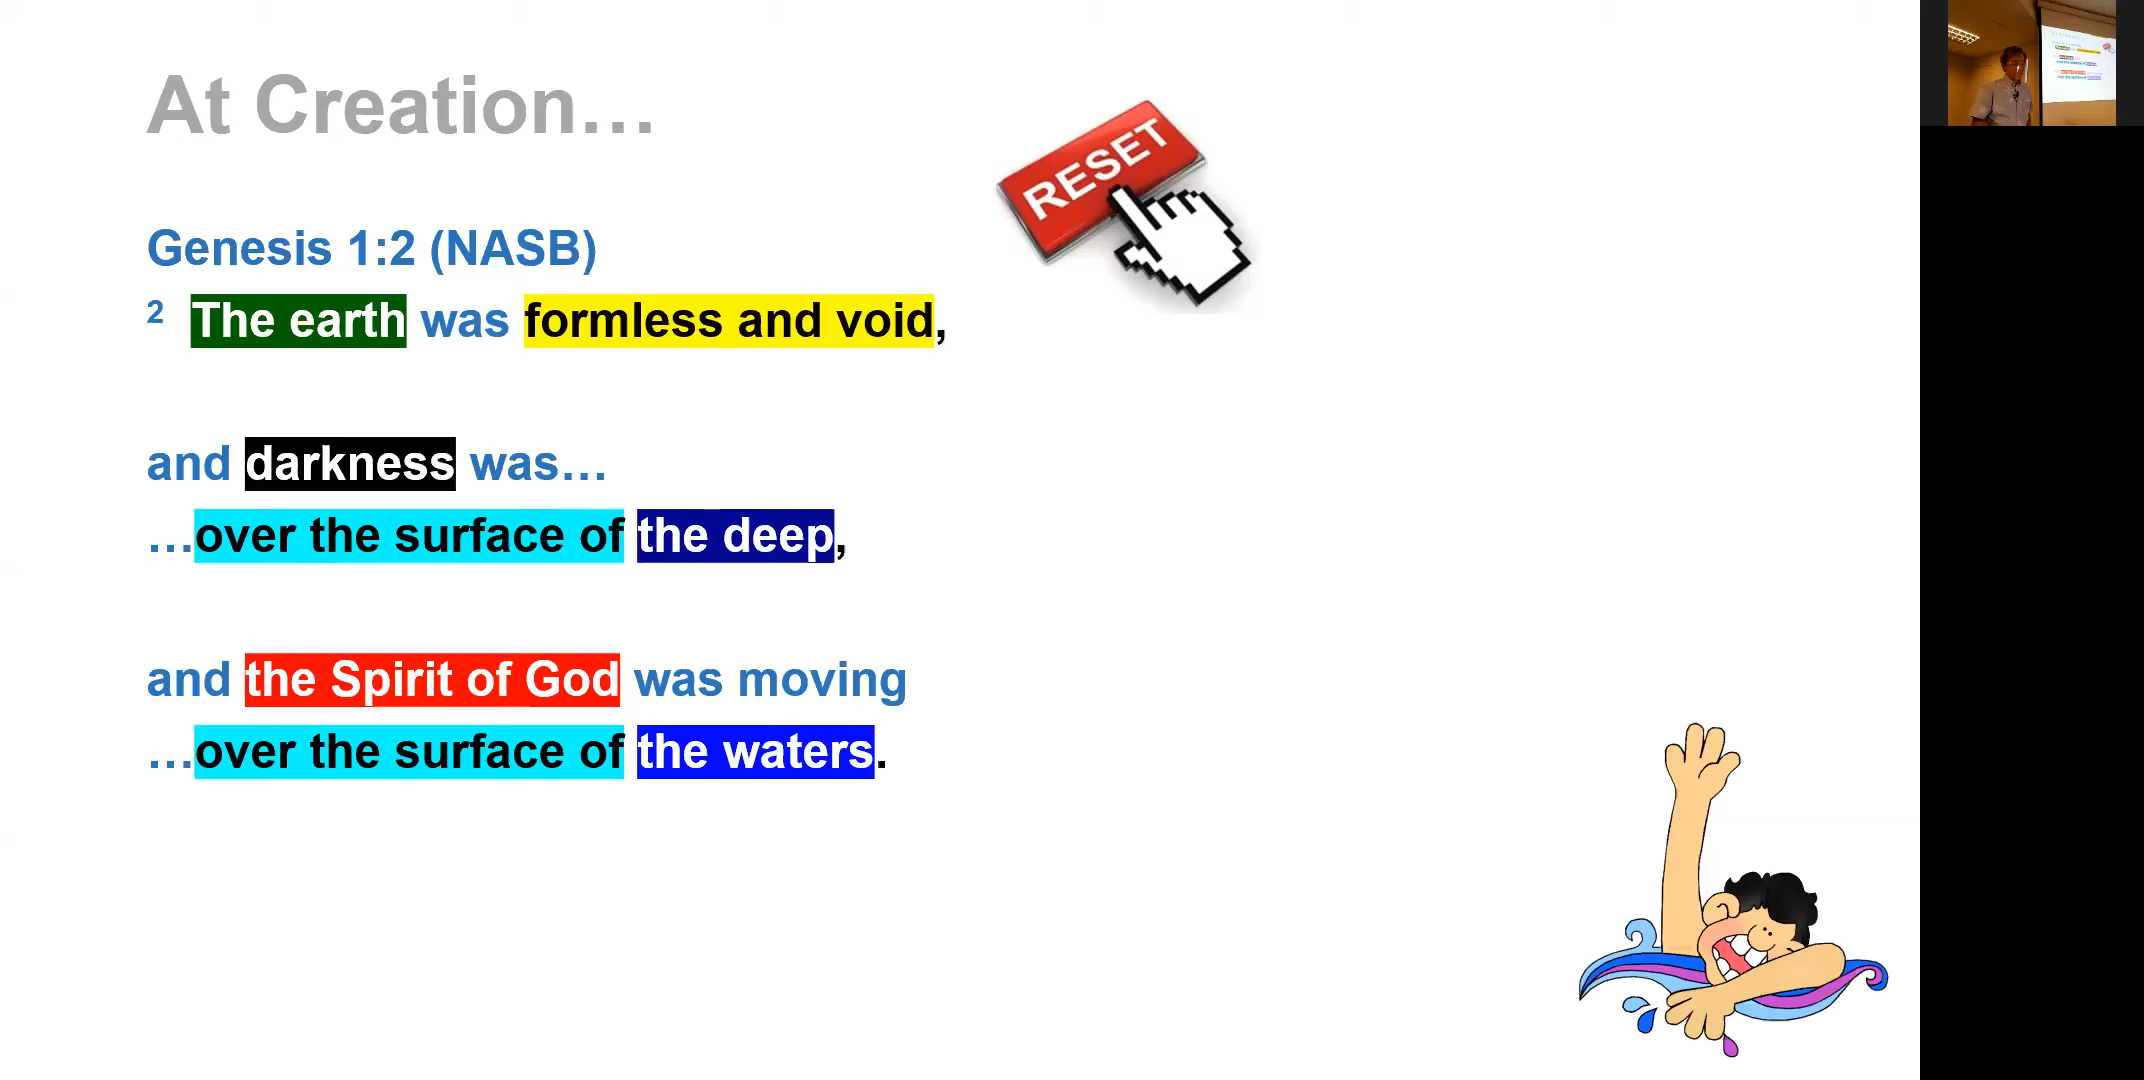 At Creation…
RESET
Genesis 1:2 (NASB)
2 The earth was formless and void,
and darkness was…
…over the surface of the deep,
and the Spirit of God was moving
…over the surface of the waters.